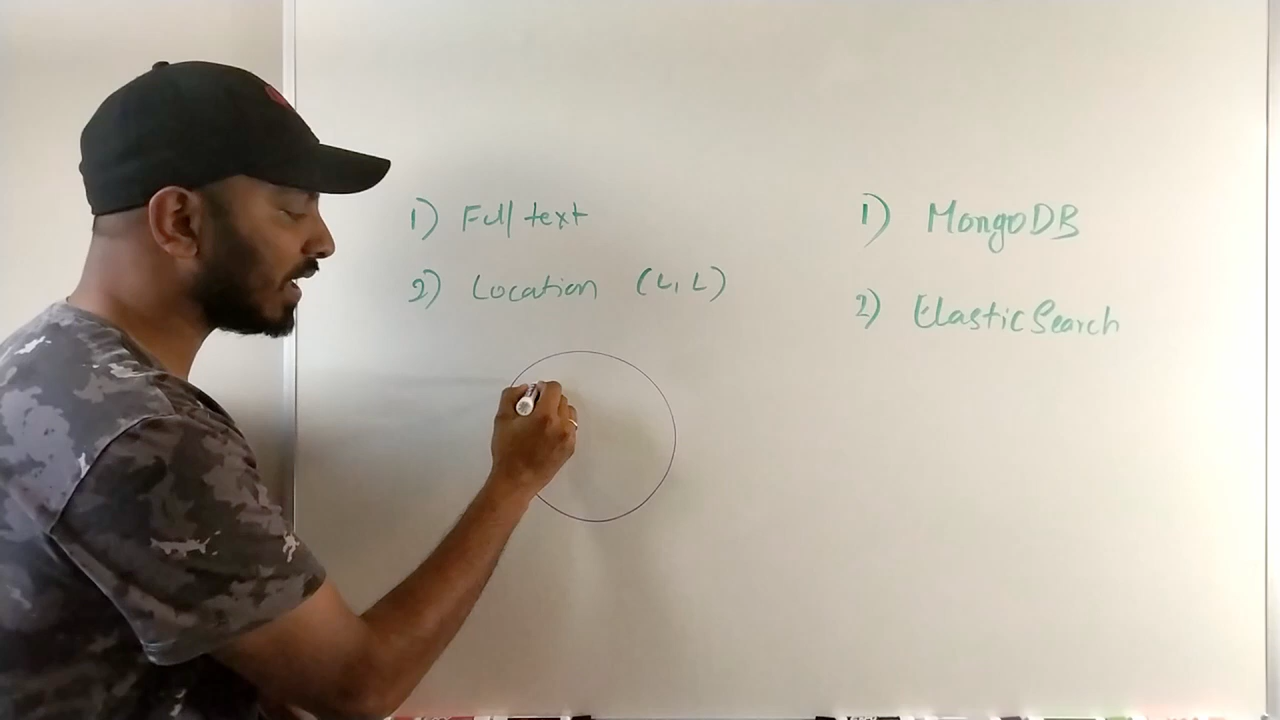 1) Full text
2) Location (L, L)
1) MongoDB
2) ElasticSearch